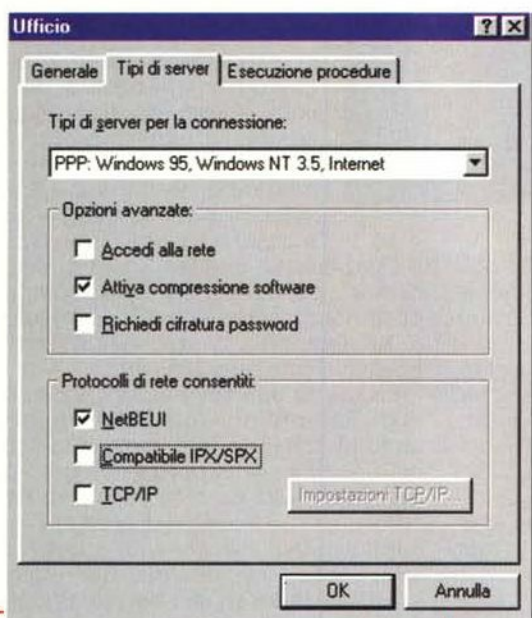 Ufficio
Generale
Tipi di server
Esecuzione procedure
Tipi di server per la connessione:
PPP: Windows 95, Windows NT 3.5, Internet
Opzioni avanzate:
Accedi alla rete
Attiva compressione software
Richiedi cifratura password
Protocolli di rete consentiti:
NetBEUI
Compatibile IPX/SPX
TCP/IP
Impostazioni TCP/IP...
OK
Annulla